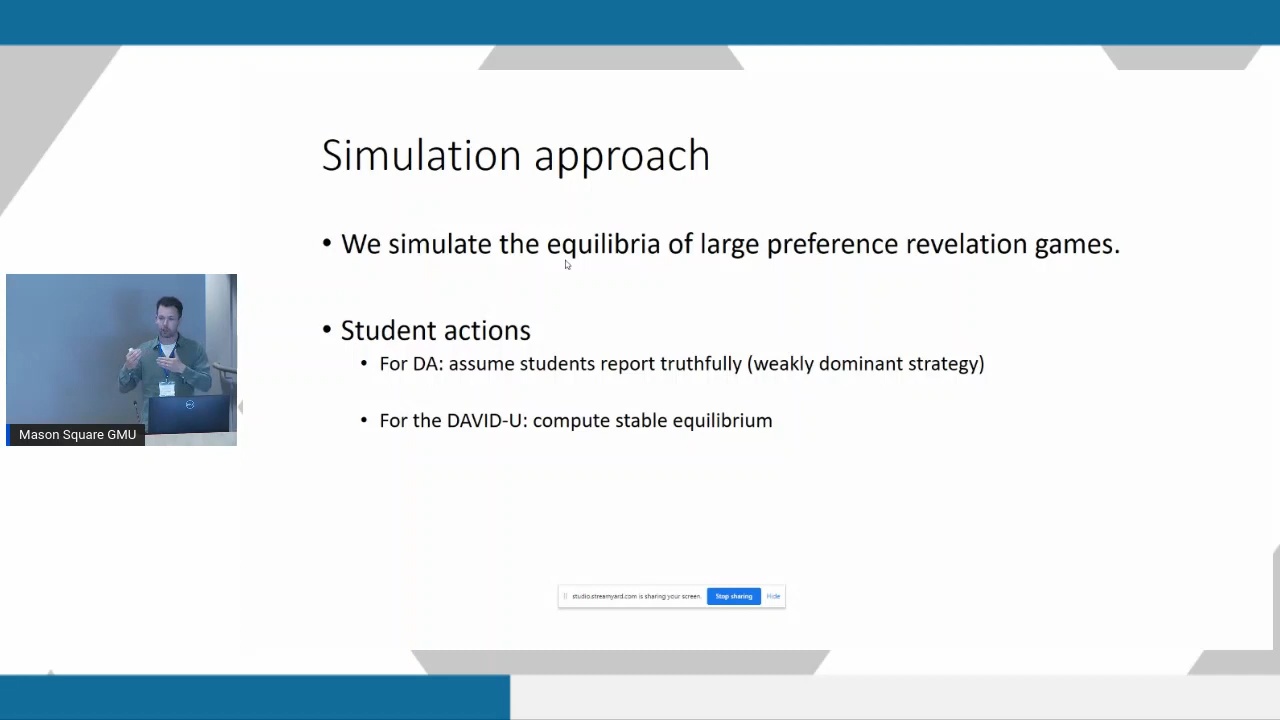 Simulation approach
• We simulate the equilibria of large preference revelation games.
• Student actions
• For DA: assume students report truthfully (weakly dominant strategy)
• For the DAVID-U: compute stable equilibrium
Mason Square GMU
studio.streamyard.com is sharing your screen.
Stop sharing
Hide